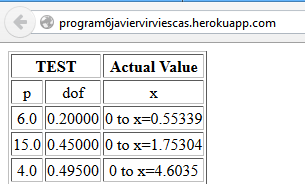 program6javiervirviescas.herokuapp.com
TEST Actual Value
p dof x
6.0 0.20000 0 to x=0.55339
15.0 0.45000 0 to x=1.75304
4.0 0.49500 0 to x=4.6035